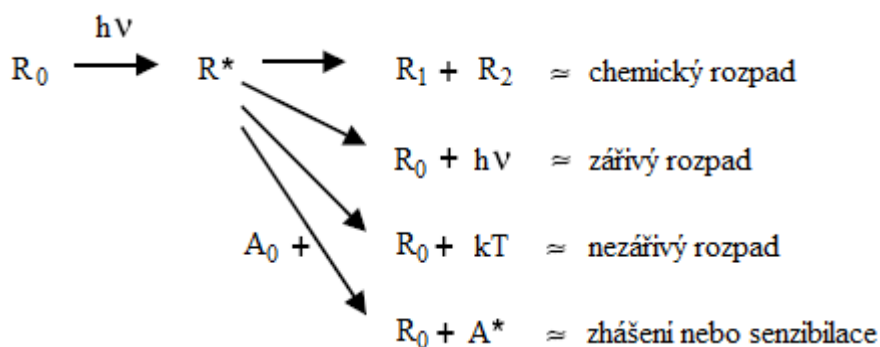 hν
R₀ R* R₁ + R₂ ≈ chemický rozpad
R₀ + hν ≈ zářivý rozpad
A₀ + R₀ + kT ≈ nezářivý rozpad
R₀ + A* ≈ zhášení nebo senzibilace